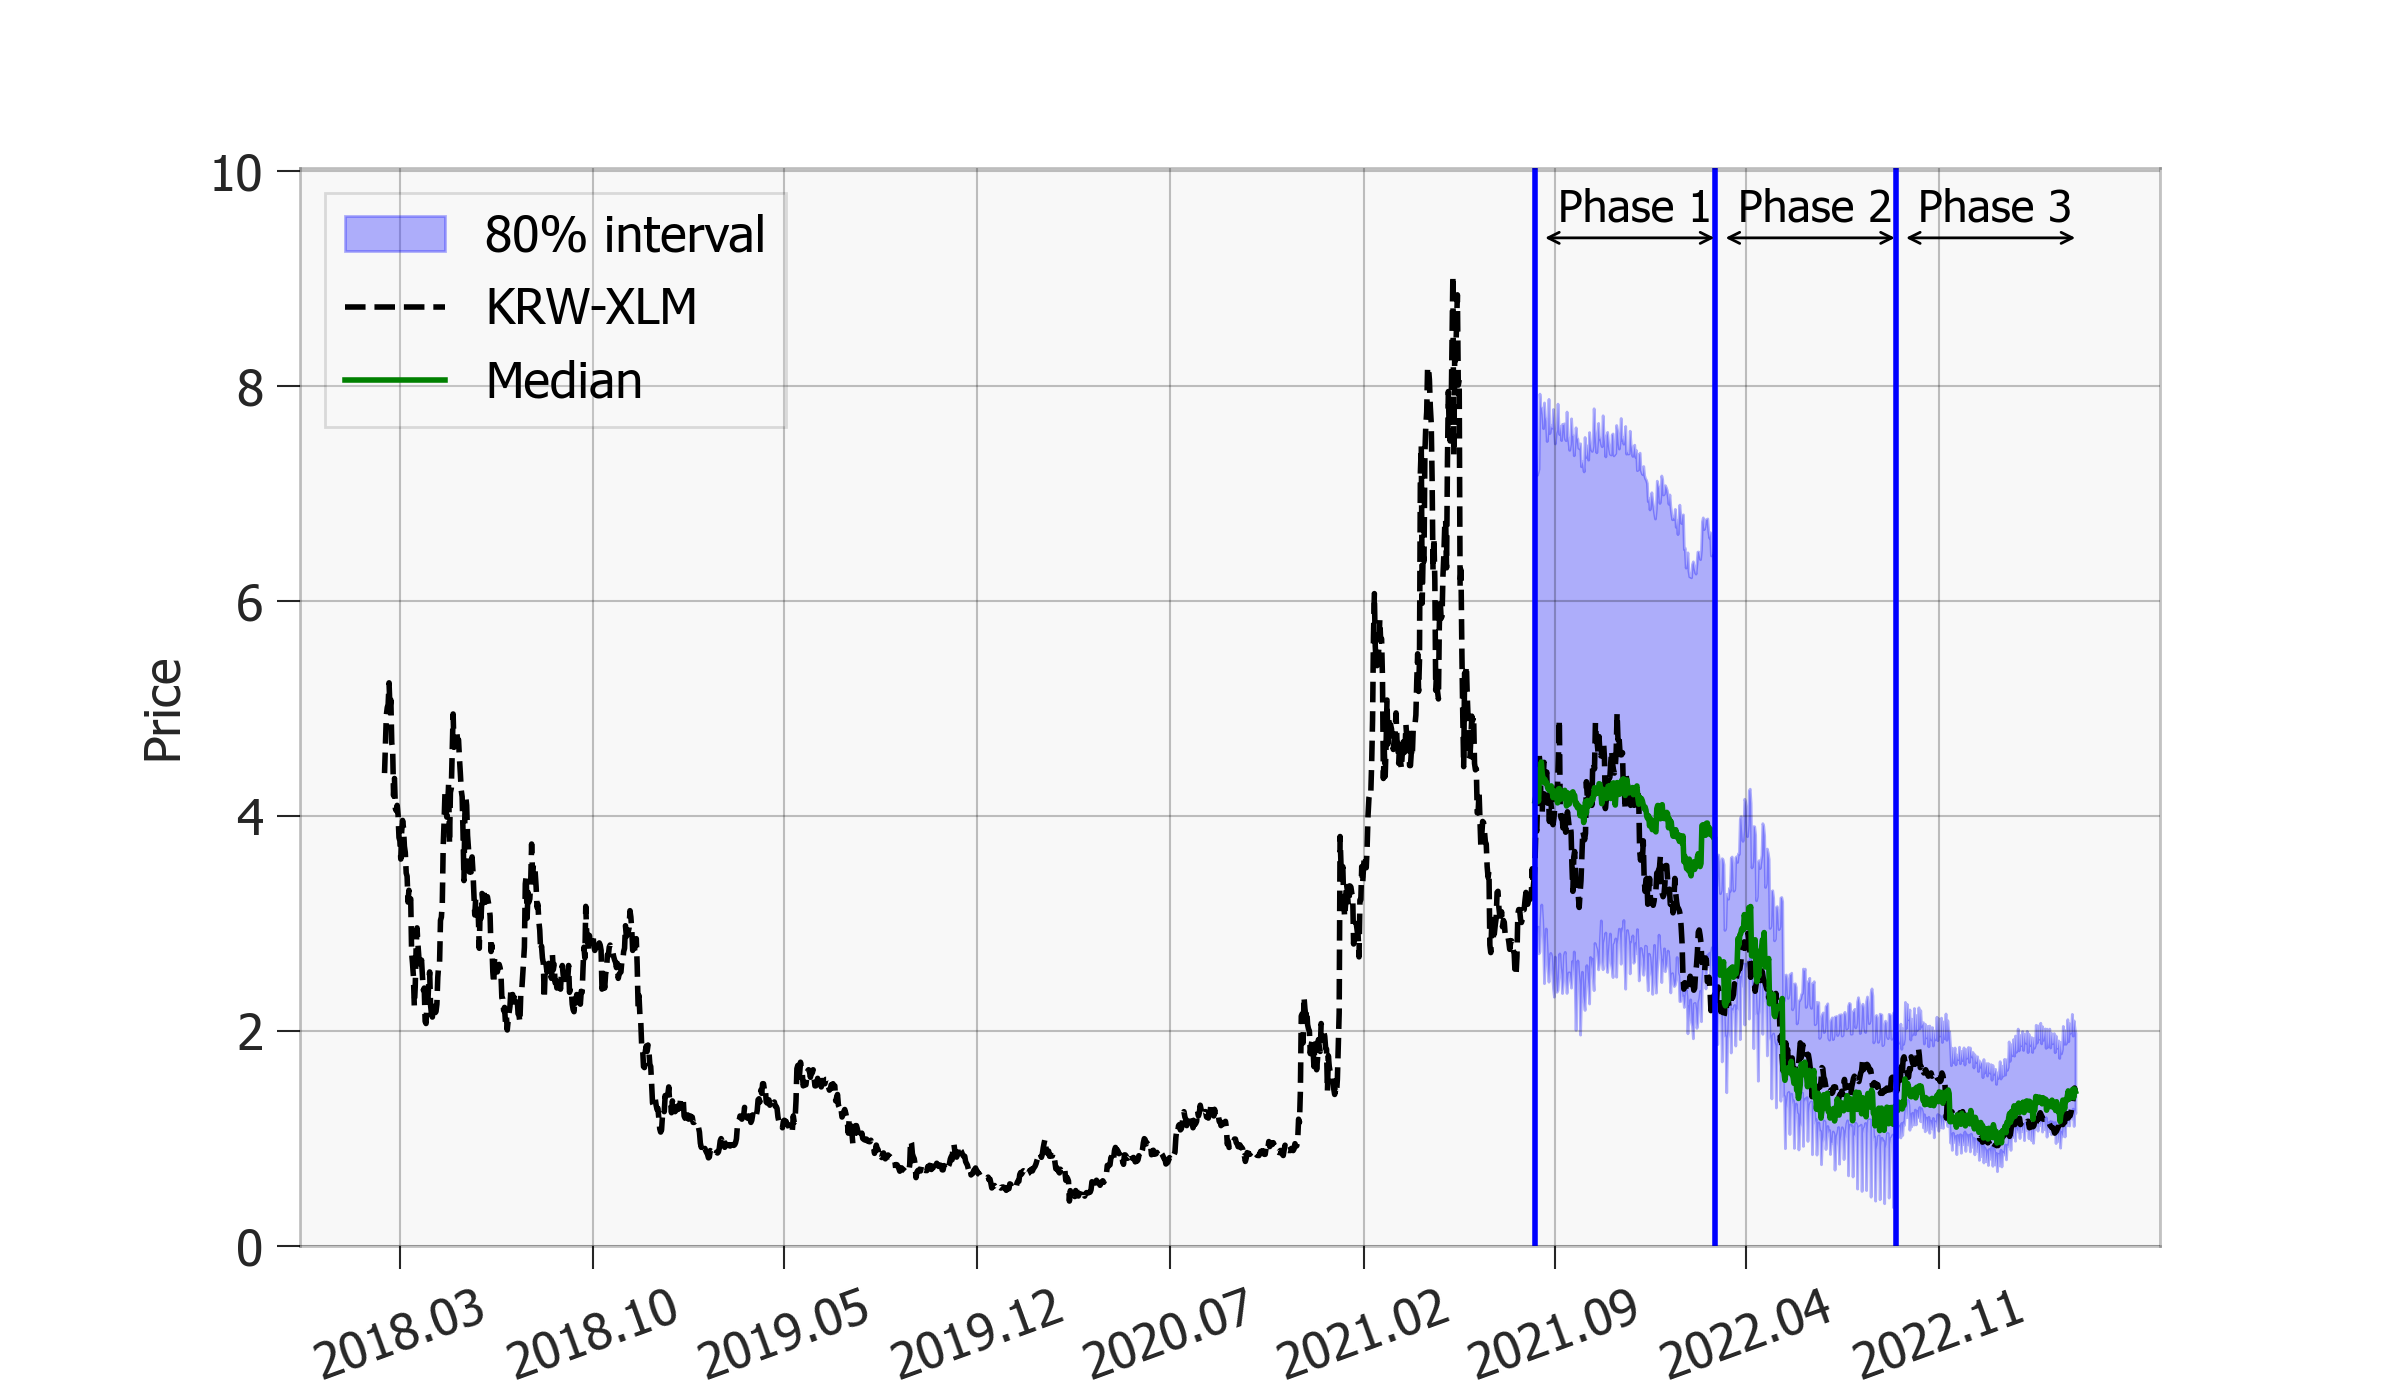 10
8
6
4
2
0
Price
80% interval
KRW-XLM
Median
Phase 1
Phase 2
Phase 3
2018.03
2018.10
2019.05
2019.12
2020.07
2021.02
2021.09
2022.04
2022.11